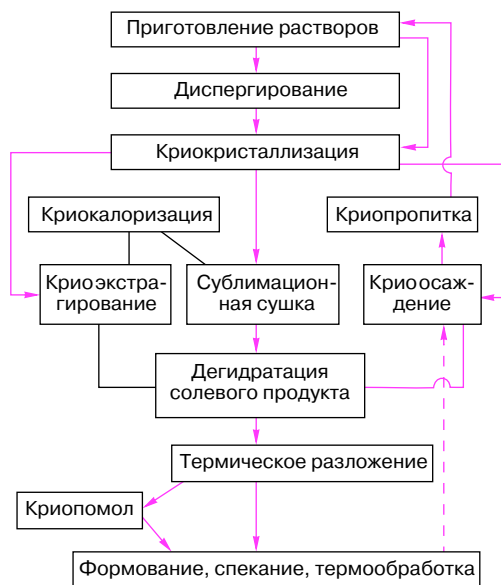 Приготовление растворов
Диспергирование
Криокристаллизация
Криокалоризация
Криопропитка
Криоэкстра-
гирование
Сублимацион-
ная сушка
Криоосаж-
дение
Дегидратация
солевого продукта
Термическое разложение
Криопомол
Формование, спекание, термообработка